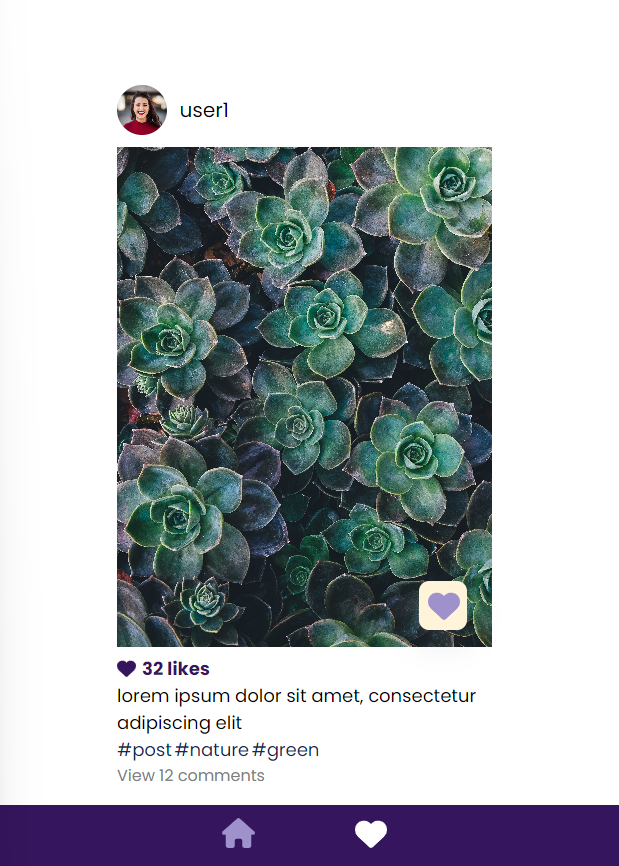 user1
32 likes
lorem ipsum dolor sit amet, consectetur
adipiscing elit
#post #nature #green
View 12 comments